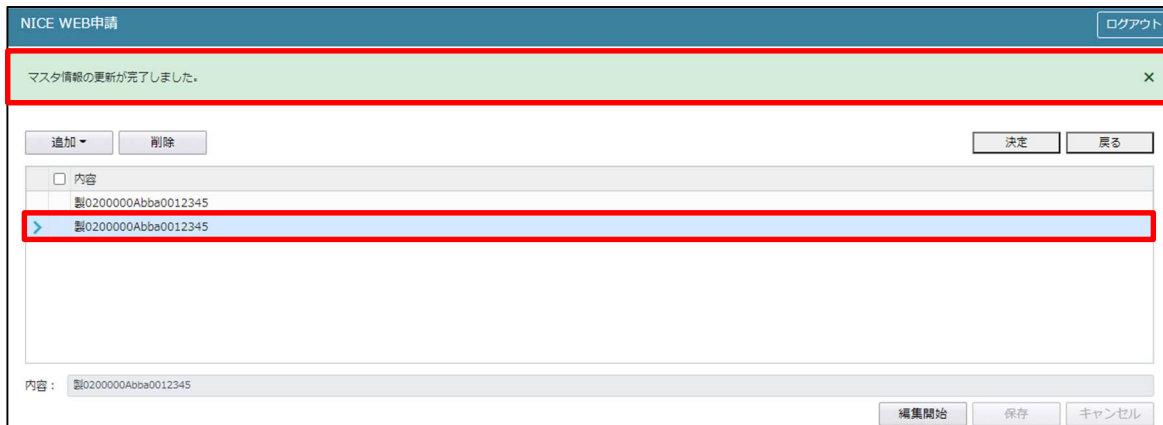 NICE WEB申請 ログアウト
マスタ情報の更新が完了しました。 ×
追加 削除 決定 戻る
内容
製0200000Abba0012345
製0200000Abba0012345
内容： 製0200000Abba0012345
編集開始 保存 キャンセル